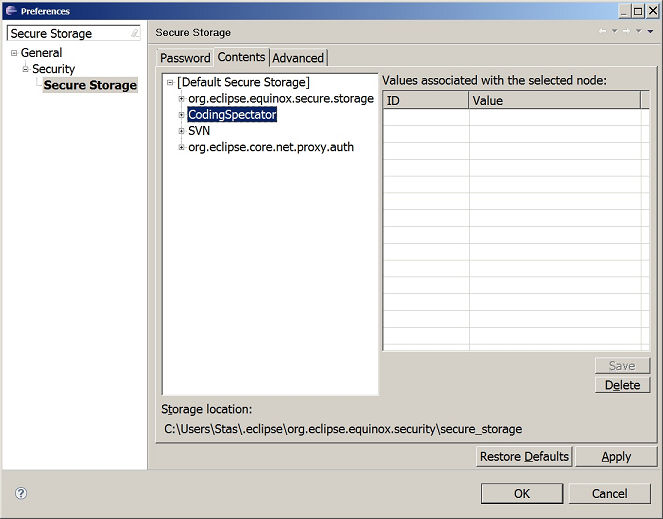 Preferences
Secure Storage
General
Security
Secure Storage
Secure Storage
Password Contents Advanced
[Default Secure Storage]
org.eclipse.equinox.secure.storage
CodingSpectator
SVN
org.eclipse.core.net.proxy.auth
Values associated with the selected node:
ID Value
Save
Delete
Storage location:
C:\Users\Stas\.eclipse\org.eclipse.equinox.security\secure_storage
Restore Defaults Apply
OK Cancel